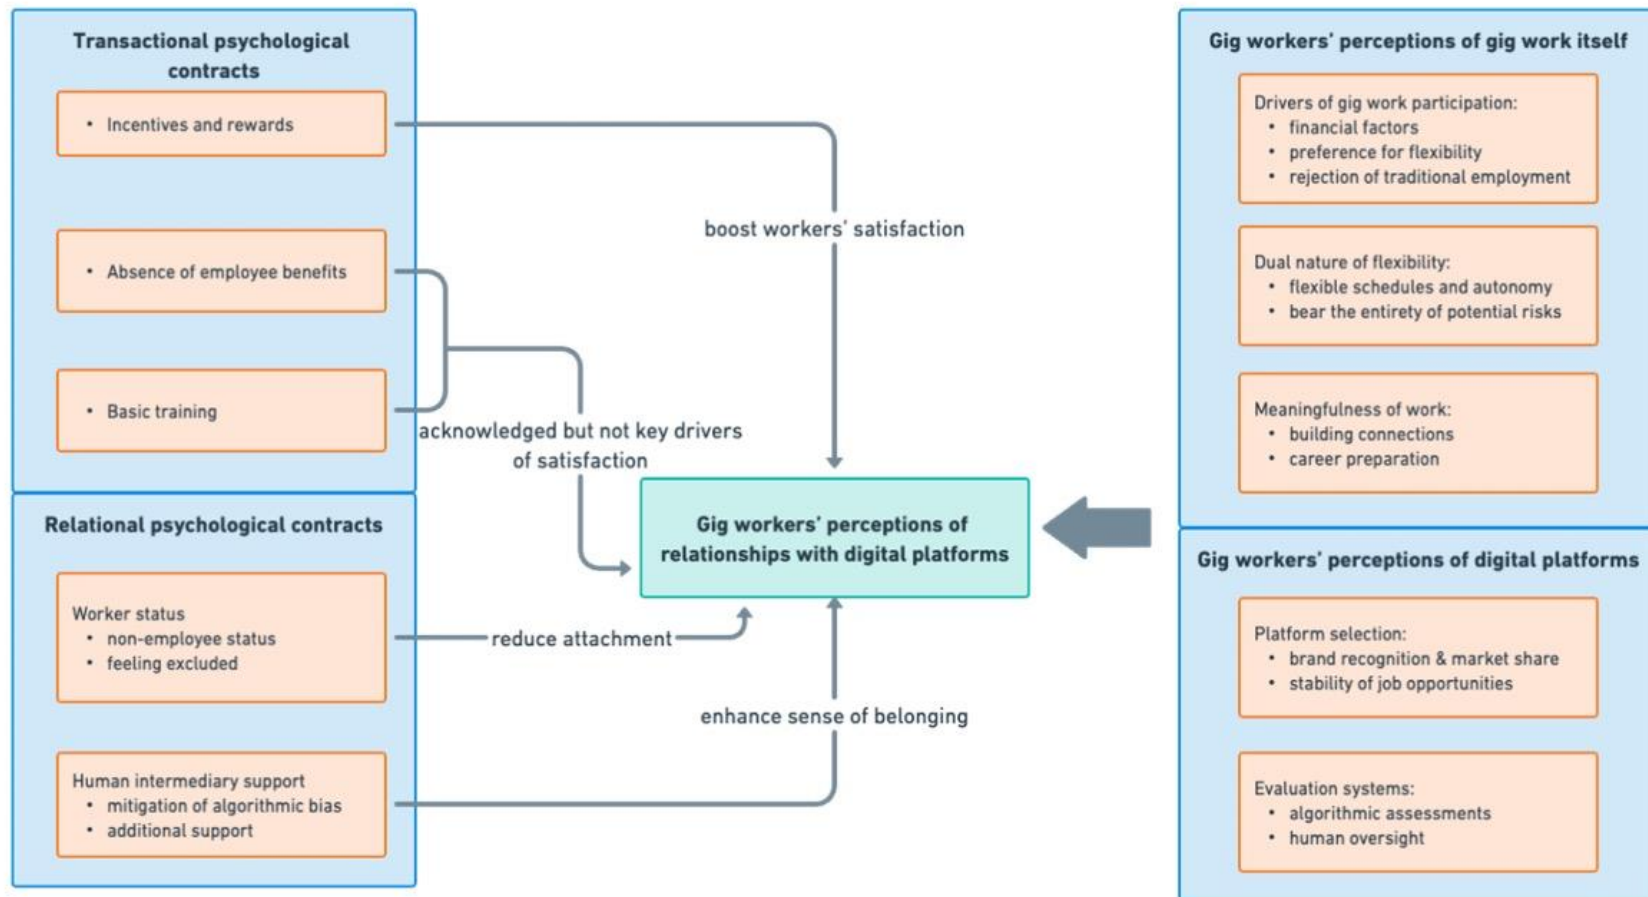 Transactional psychological
contracts
• Incentives and rewards
• Absence of employee benefits
• Basic training
Relational psychological contracts
Worker status
• non-employee status
• feeling excluded
Human intermediary support
• mitigation of algorithmic bias
• additional support
boost workers' satisfaction
acknowledged but not key drivers
of satisfaction
reduce attachment
enhance sense of belonging
Gig workers' perceptions of
relationships with digital platforms
Gig workers' perceptions of gig work itself
Drivers of gig work participation:
• financial factors
• preference for flexibility
• rejection of traditional employment
Dual nature of flexibility:
• flexible schedules and autonomy
• bear the entirety of potential risks
Meaningfulness of work:
• building connections
• career preparation
Gig workers' perceptions of digital platforms
Platform selection:
• brand recognition & market share
• stability of job opportunities
Evaluation systems:
• algorithmic assessments
• human oversight